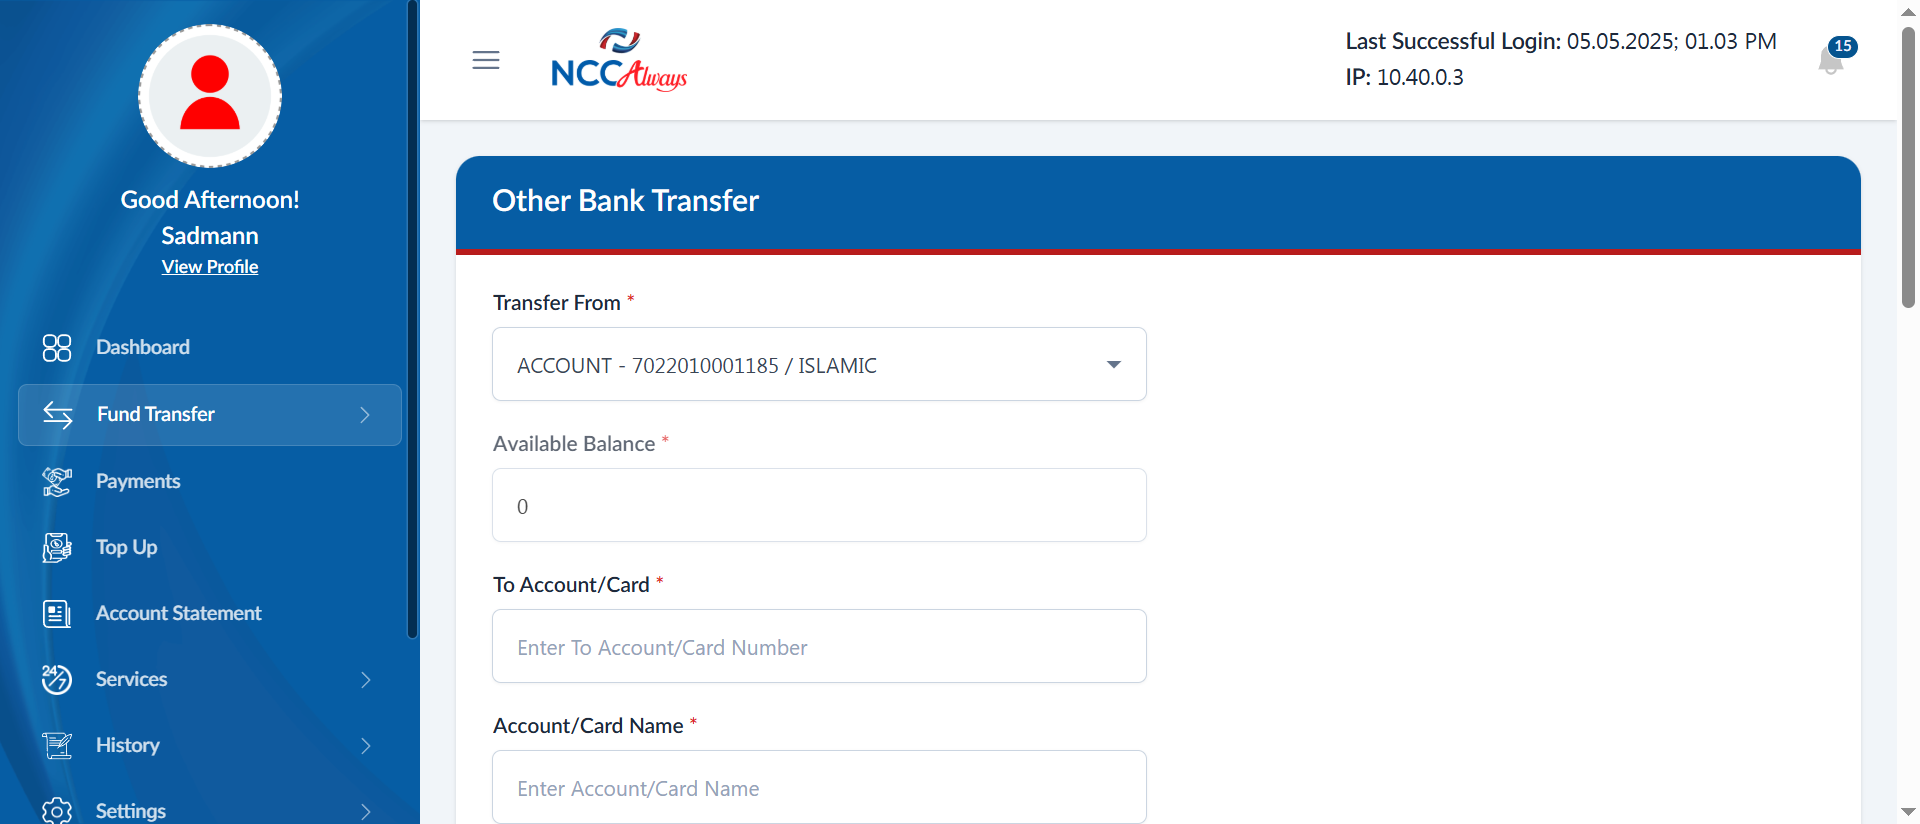 Good Afternoon!
Sadmann
View Profile
Dashboard
Fund Transfer
Payments
Top Up
Account Statement
24/7
Services
History
Settings
NCC Always
Last Successful Login: 05.05.2025; 01.03 PM
IP: 10.40.0.3
15
Other Bank Transfer
Transfer From *
ACCOUNT - 7022010001185 / ISLAMIC
Available Balance *
0
To Account/Card *
Enter To Account/Card Number
Account/Card Name *
Enter Account/Card Name